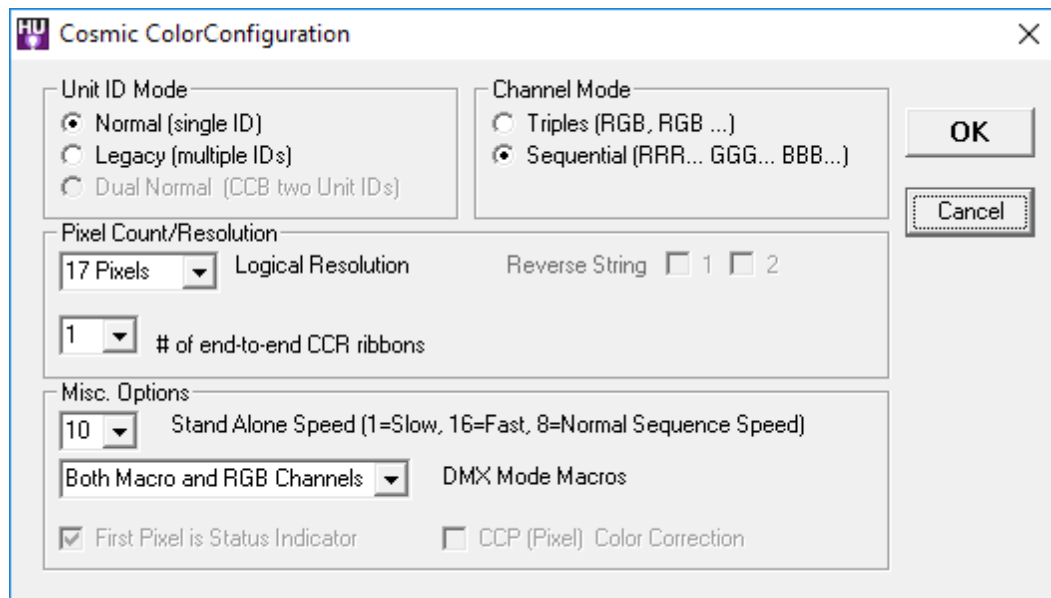 HU Cosmic ColorConfiguration
Unit ID Mode
Normal (single ID)
Legacy (multiple IDs)
Dual Normal (CCB two Unit IDs)
Channel Mode
Triples (RGB, RGB ...)
Sequential (RRR... GGG... BBB...)
OK
Cancel
Pixel Count/Resolution
17 Pixels Logical Resolution Reverse String 1 2
1 # of end-to-end CCR ribbons
Misc. Options
10 Stand Alone Speed (1=Slow, 16=Fast, 8=Normal Sequence Speed)
Both Macro and RGB Channels DMX Mode Macros
First Pixel is Status Indicator CCP (Pixel) Color Correction